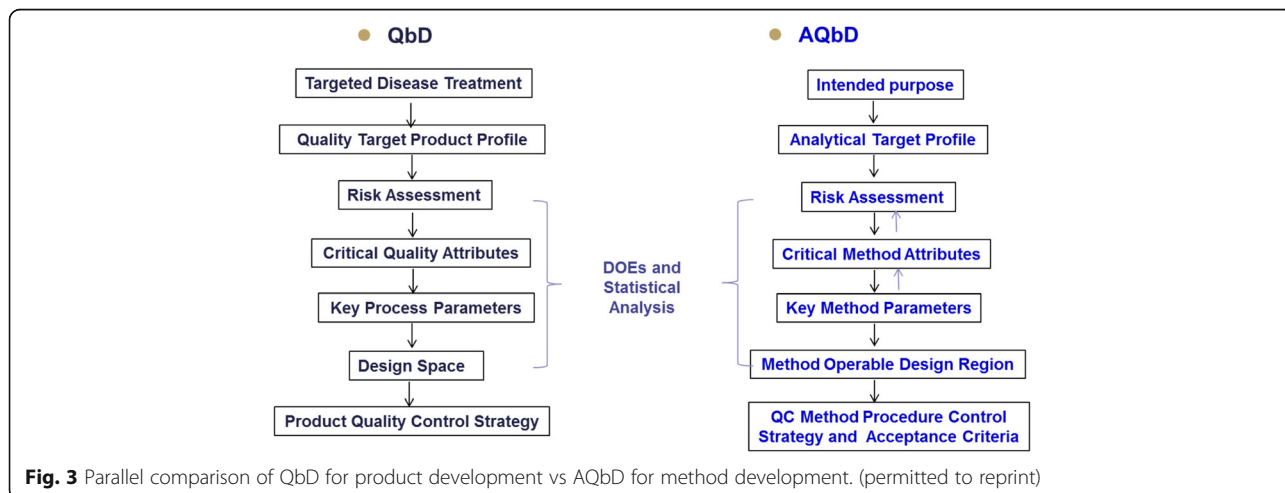 QbD
Targeted Disease Treatment
Quality Target Product Profile
Risk Assessment
Critical Quality Attributes
Key Process Parameters
Design Space
Product Quality Control Strategy
DOEs and
Statistical
Analysis
AQbD
Intended purpose
Analytical Target Profile
Risk Assessment
Critical Method Attributes
Key Method Parameters
Method Operable Design Region
QC Method Procedure Control
Strategy and Acceptance Criteria
Fig. 3 Parallel comparison of QbD for product development vs AQbD for method development. (permitted to reprint)